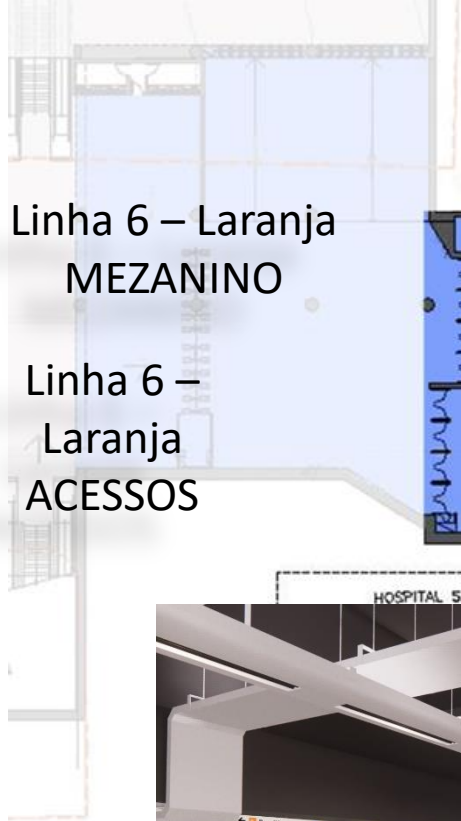 Linha 6 – Laranja
MEZANINO
Linha 6 –
Laranja
ACESSOS
HOSPITAL S